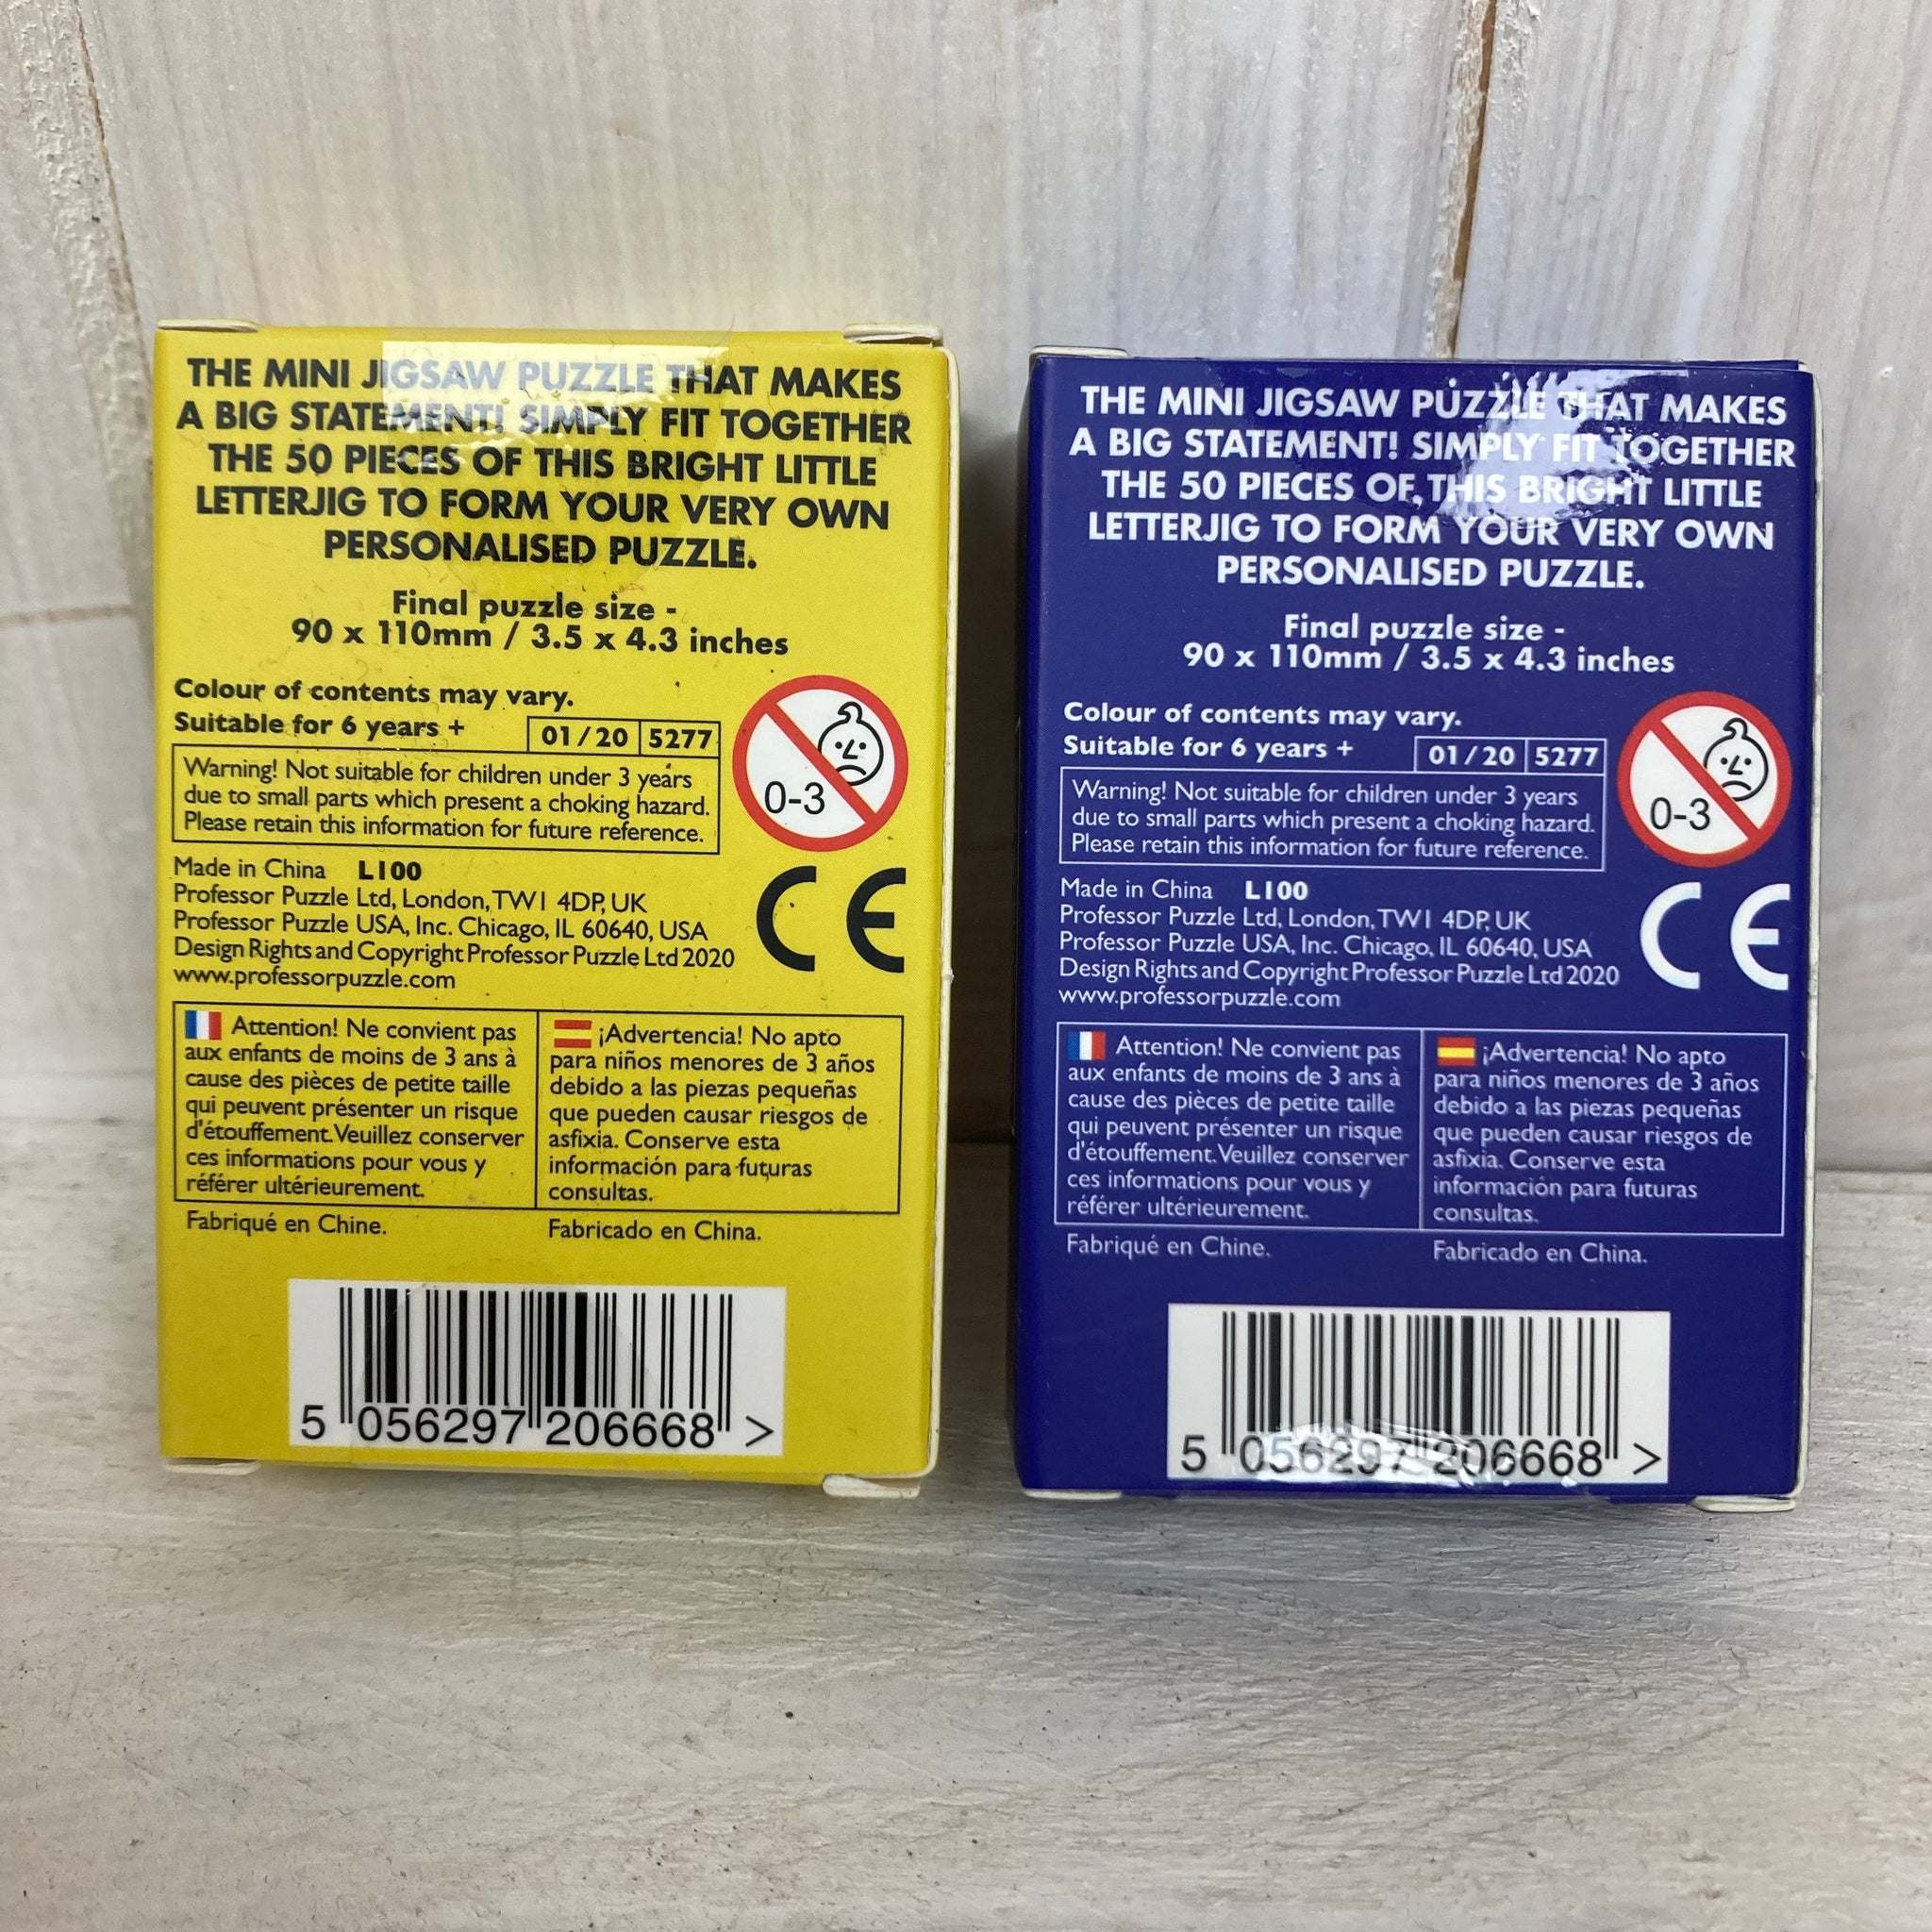 THE MINI JIGSAW PUZZLE THAT MAKES
A BIG STATEMENT! SIMPLY FIT TOGETHER
THE 50 PIECES OF THIS BRIGHT LITTLE
LETTERJIG TO FORM YOUR VERY OWN
PERSONALISED PUZZLE.
Final puzzle size -
90 x 110mm / 3.5 x 4.3 inches
Colour of contents may vary.
Suitable for 6 years +
01/20 5277
Warning! Not suitable for children under 3 years
due to small parts which present a choking hazard.
Please retain this information for future reference.
0-3
Made in China L100
Professor Puzzle Ltd, London, TW1 4DP, UK
Professor Puzzle USA, Inc. Chicago, IL 60640, USA
Design Rights and Copyright Professor Puzzle Ltd 2020
www.professorpuzzle.com
CE
Attention! Ne convient pas
aux enfants de moins de 3 ans à
cause des pièces de petite taille
qui peuvent présenter un risque
d'étouffement. Veuillez conserver
ces informations pour vous y
référer ultérieurement.
Fabriqué en Chine.
¡Advertencia! No apto
para niños menores de 3 años
debido a las piezas pequeñas
que pueden causar riesgos de
asfixia. Conserve esta
información para futuras
consultas.
Fabricado en China.
5 056297 206668 >
THE MINI JIGSAW PUZZLE THAT MAKES
A BIG STATEMENT! SIMPLY FIT TOGETHER
THE 50 PIECES OF THIS BRIGHT LITTLE
LETTERJIG TO FORM YOUR VERY OWN
PERSONALISED PUZZLE.
Final puzzle size -
90 x 110mm / 3.5 x 4.3 inches
Colour of contents may vary.
Suitable for 6 years +
01/20 5277
Warning! Not suitable for children under 3 years
due to small parts which present a choking hazard.
Please retain this information for future reference.
0-3
Made in China L100
Professor Puzzle Ltd, London, TW1 4DP, UK
Professor Puzzle USA, Inc. Chicago, IL 60640, USA
Design Rights and Copyright Professor Puzzle Ltd 2020
www.professorpuzzle.com
CE
Attention! Ne convient pas
aux enfants de moins de 3 ans à
cause des pièces de petite taille
qui peuvent présenter un risque
d'étouffement. Veuillez conserver
ces informations pour vous y
référer ultérieurement.
Fabriqué en Chine.
¡Advertencia! No apto
para niños menores de 3 años
debido a las piezas pequeñas
que pueden causar riesgos de
asfixia. Conserve esta
información para futuras
consultas.
Fabricado en China.
5 056297 206668 >